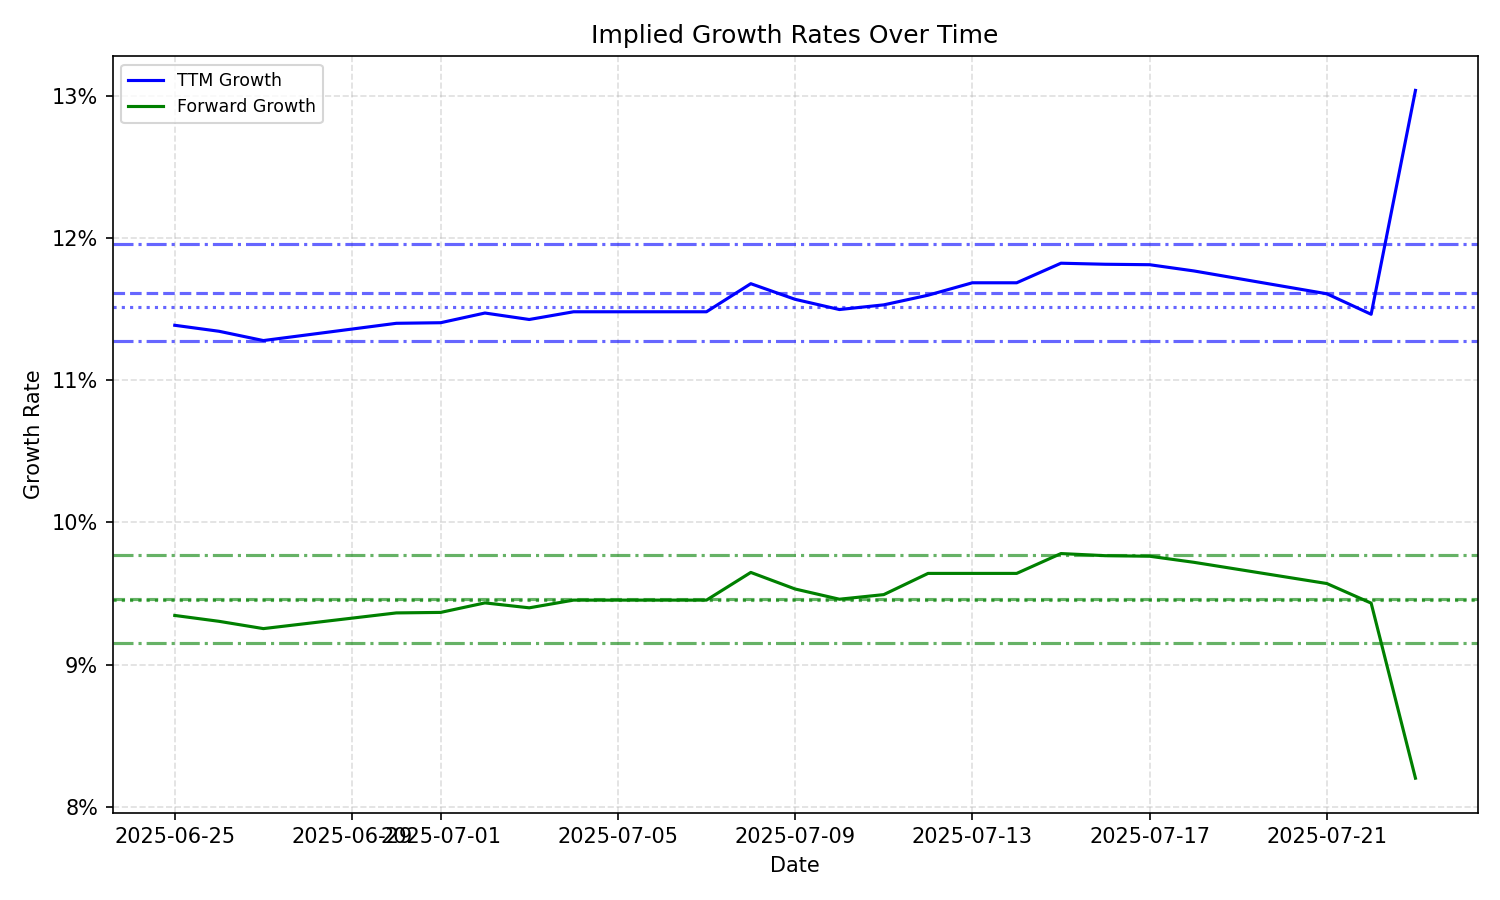 Implied Growth Rates Over Time
TTM Growth
Forward Growth
13%
12%
11%
10%
9%
8%
Growth Rate
2025-06-25
2025-06-29
2025-07-01
2025-07-05
2025-07-09
2025-07-13
2025-07-17
2025-07-21
Date